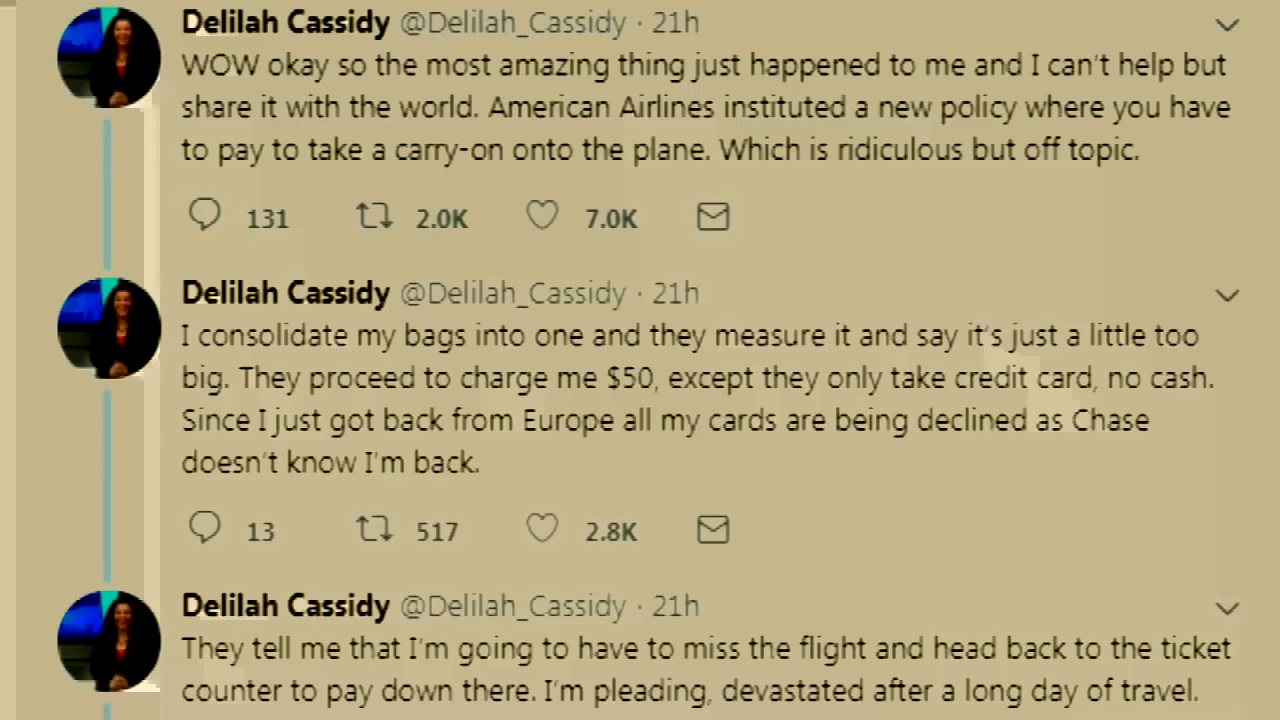 Delilah Cassidy @Delilah_Cassidy · 21h
WOW okay so the most amazing thing just happened to me and I can't help but
share it with the world. American Airlines instituted a new policy where you have
to pay to take a carry-on onto the plane. Which is ridiculous but off topic.
131 2.0K 7.0K
Delilah Cassidy @Delilah_Cassidy · 21h
I consolidate my bags into one and they measure it and say it's just a little too
big. They proceed to charge me $50, except they only take credit card, no cash.
Since I just got back from Europe all my cards are being declined as Chase
doesn't know I'm back.
13 517 2.8K
Delilah Cassidy @Delilah_Cassidy · 21h
They tell me that I'm going to have to miss the flight and head back to the ticket
counter to pay down there. I'm pleading, devastated after a long day of travel.